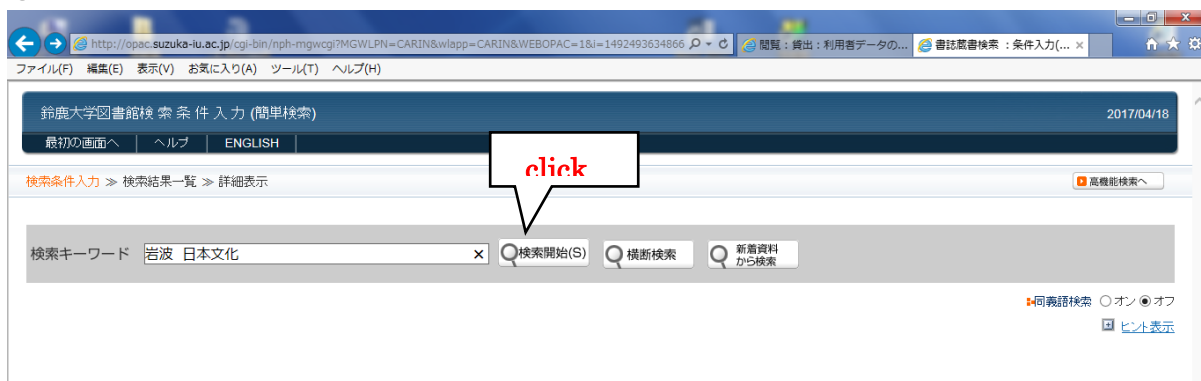 http://opac.suzuka-iu.ac.jp/cgi-bin/nph-mgwcgi?MGWLPN=CARIN&wlapp=CARIN&WEBOPAC=1&i=1492493634866
閲覧：貸出：利用者データの...
書誌蔵書検索 ：条件入力(... ×
ファイル(F) 編集(E) 表示(V) お気に入り(A) ツール(T) ヘルプ(H)
鈴鹿大学図書館検 索 条 件 入 力 (簡単検索) 2017/04/18
最初の画面へ | ヘルプ | ENGLISH |
click
検索条件入力 ≫ 検索結果一覧 ≫ 詳細表示 高機能検索へ
検索キーワード 岩波 日本文化 × 検索開始(S) 横断検索 新着資料
から検索
同義語検索 オン オフ
ヒント表示